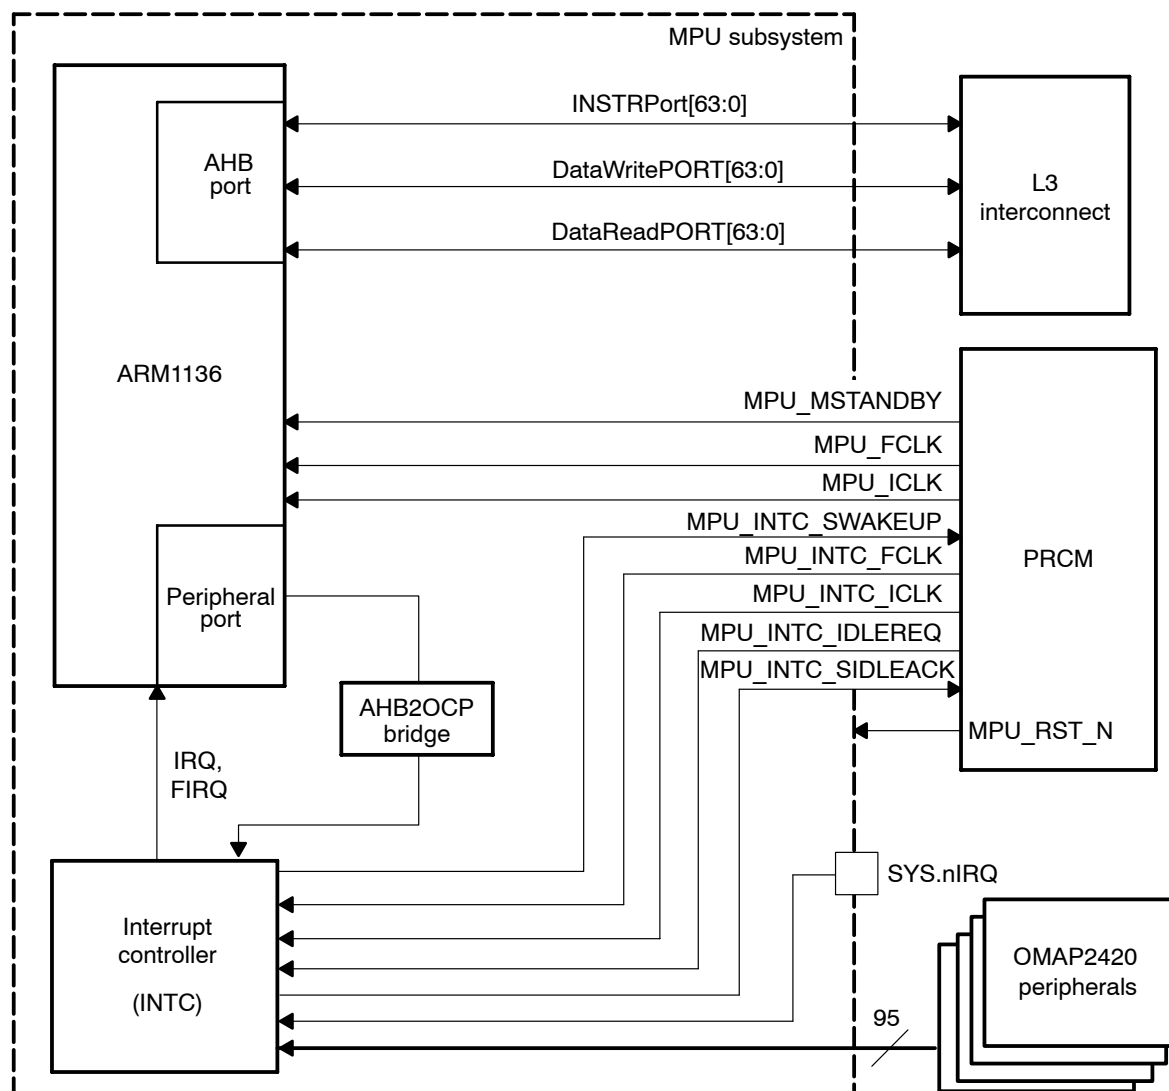 MPU subsystem
INSTRPort[63:0]
AHB
port
DataWritePORT[63:0]
L3
interconnect
DataReadPORT[63:0]
ARM1136
MPU_MSTANDBY
MPU_FCLK
MPU_ICLK
MPU_INTC_SWAKEUP
MPU_INTC_FCLK
PRCM
MPU_INTC_ICLK
Peripheral
port
MPU_INTC_IDLEREQ
MPU_INTC_SIDLEACK
AHB2OCP
bridge
MPU_RST_N
IRQ,
FIRQ
SYS.nIRQ
Interrupt
controller
(INTC)
OMAP2420
peripherals
95